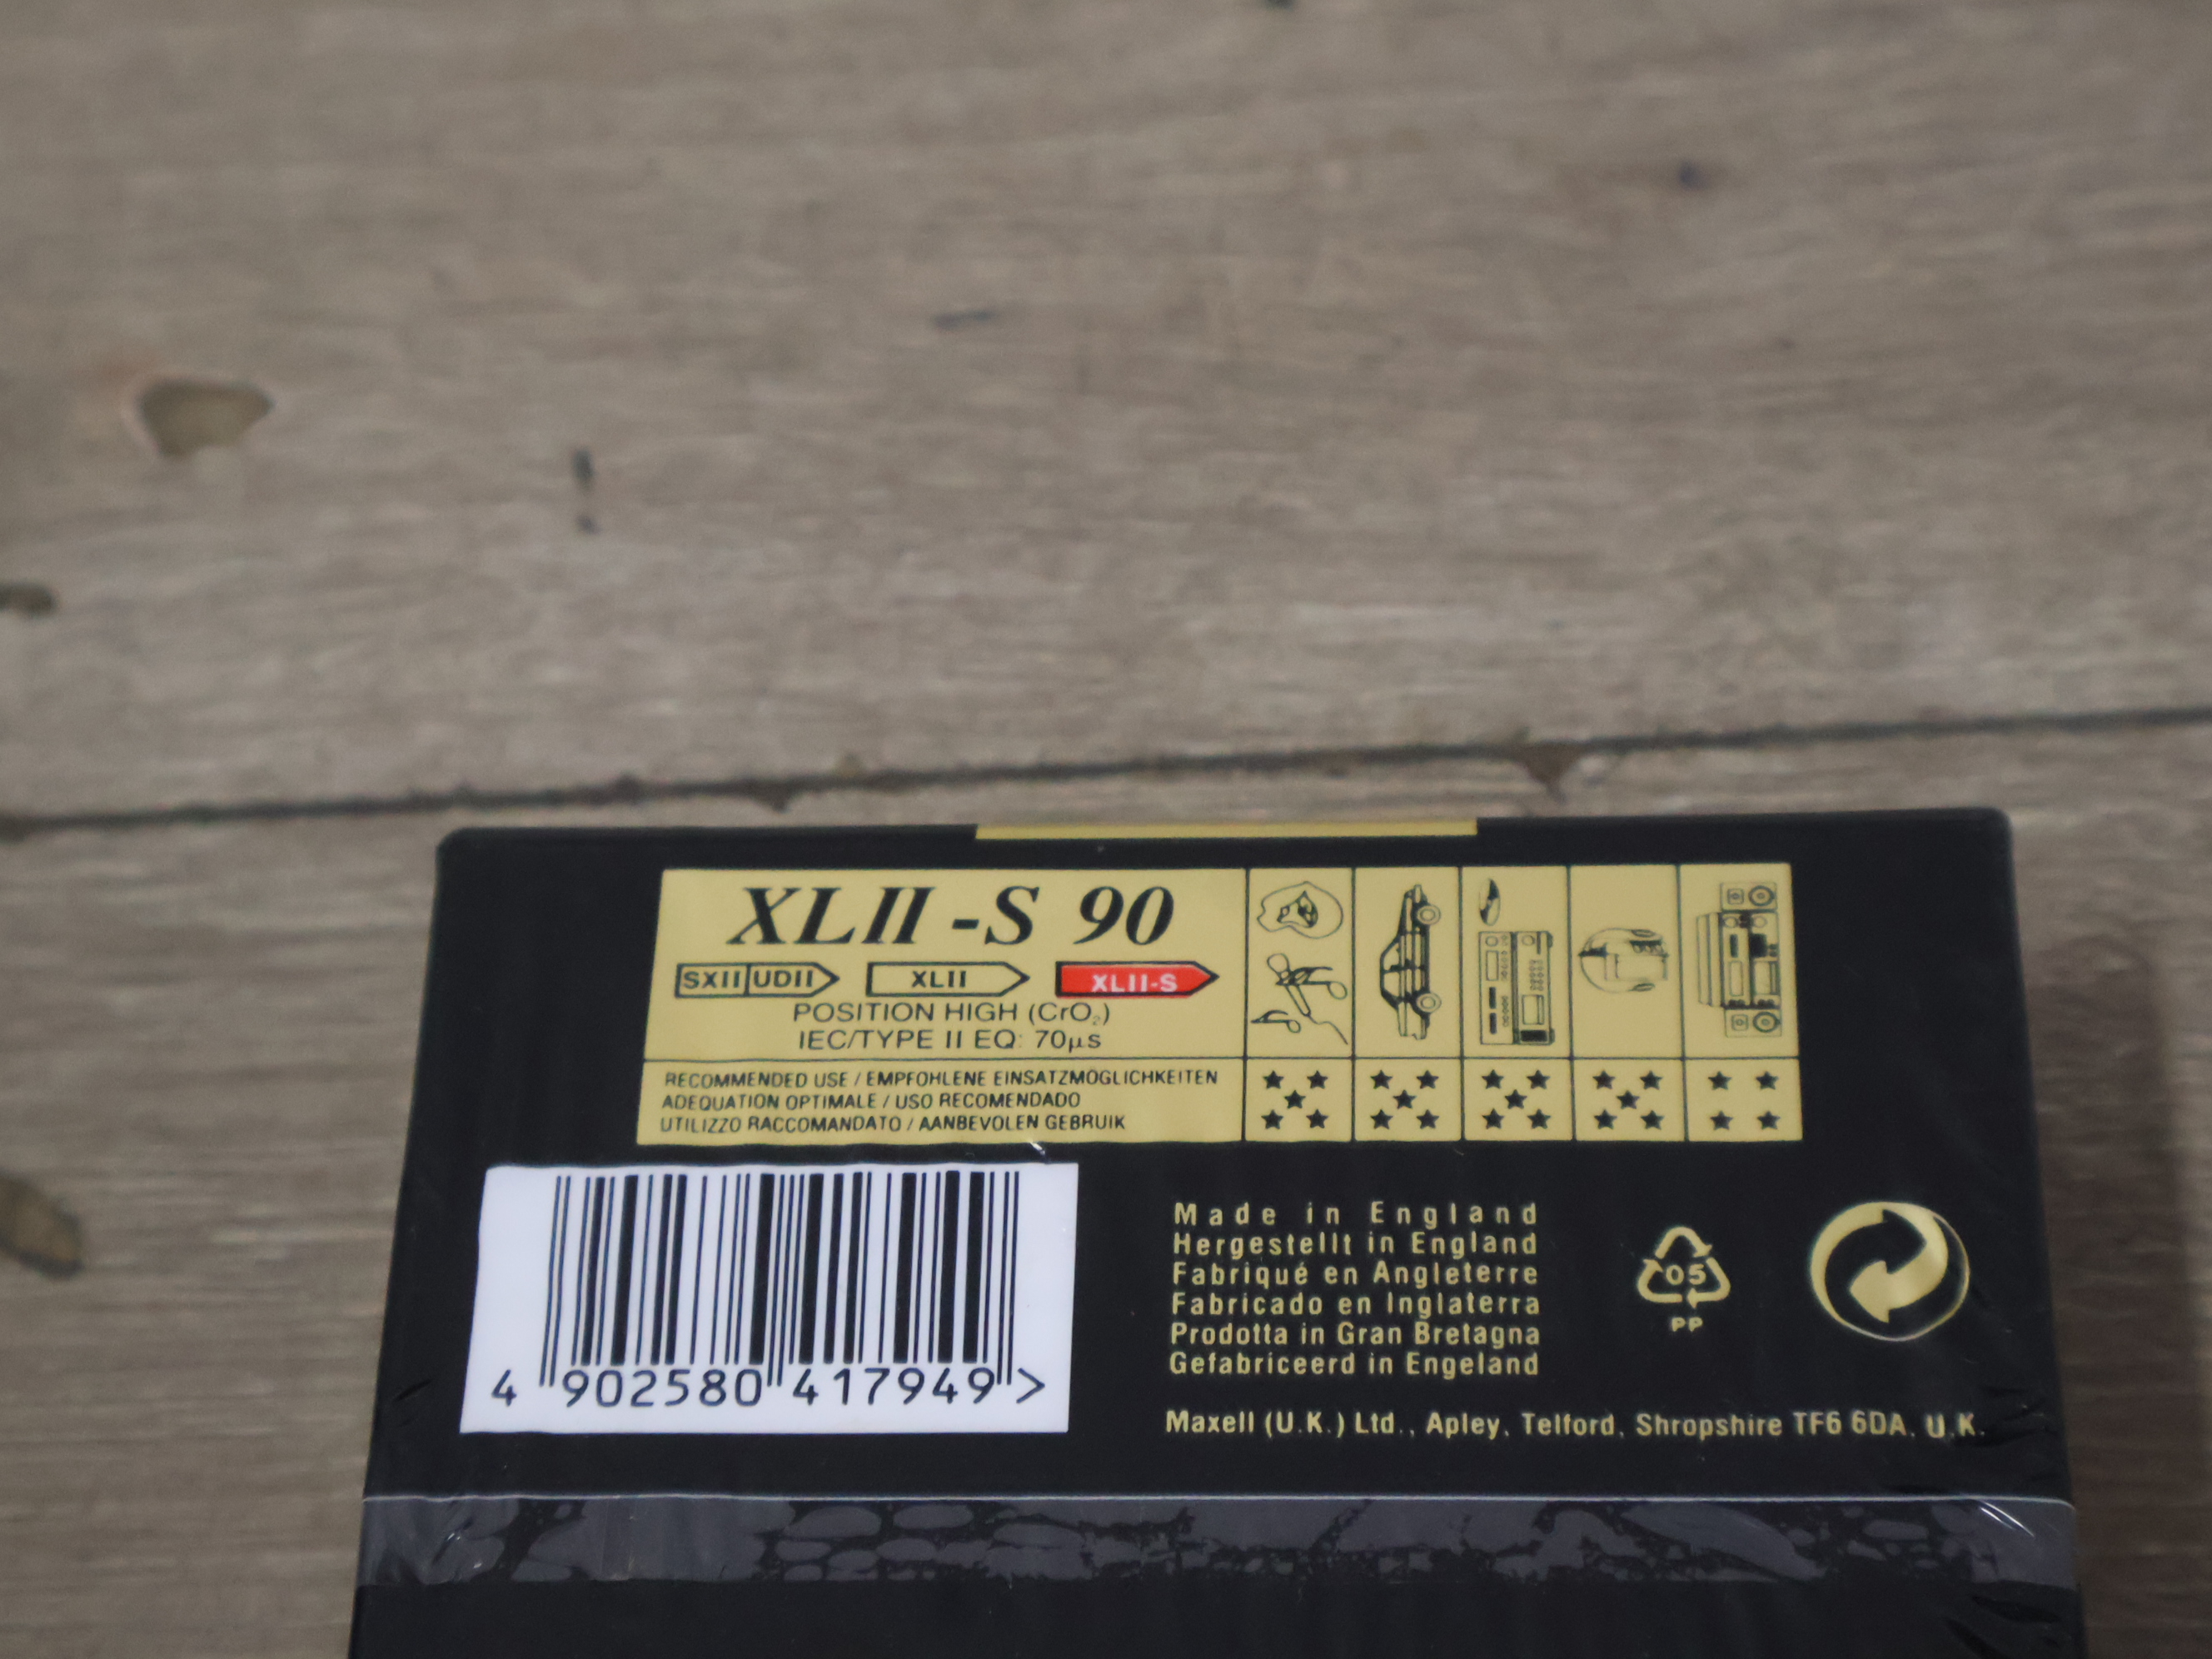 XLII-S 90
SXII UDII XLII XLII-S
POSITION HIGH (CrO₂)
IEC/TYPE II EQ: 70µs
RECOMMENDED USE / EMPFOHLENE EINSATZMÖGLICHKEITEN
ADEQUATION OPTIMALE / USO RECOMENDADO
UTILIZZO RACCOMANDATO / AANBEVOLEN GEBRUIK
4 902580 417949 >
Made in England
Hergestellt in England
Fabriqué en Angleterre
Fabricado en Inglaterra
Prodotta in Gran Bretagna
Gefabriceerd in Engeland
05
PP
Maxell (U.K.) Ltd., Apley, Telford, Shropshire TF6 6DA, U.K.